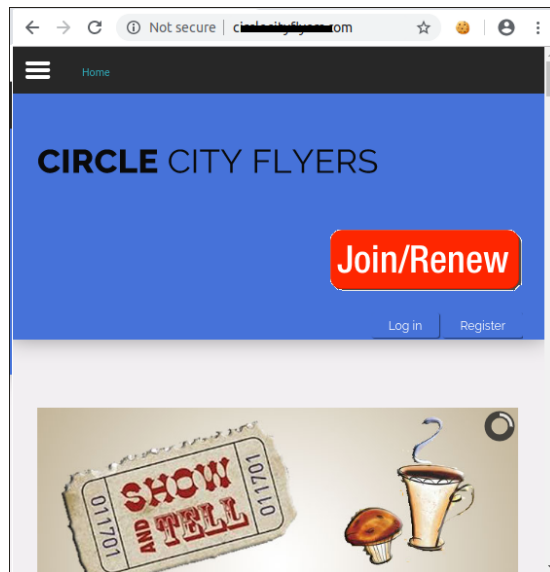 Not secure
Home
CIRCLE CITY FLYERS
Join/Renew
Log in
Register
SHOW
AND
TELL
011701
011701